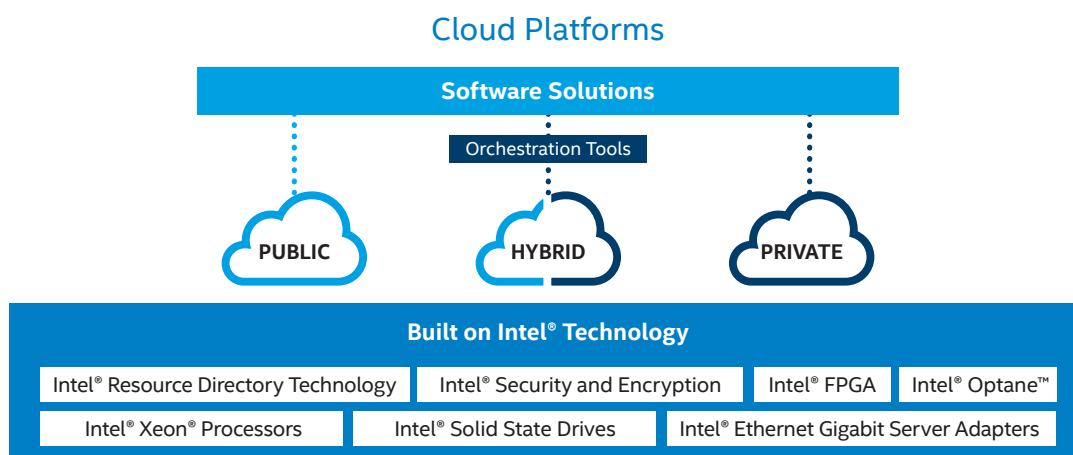 Cloud Platforms
Software Solutions
Orchestration Tools
PUBLIC
HYBRID
PRIVATE
Built on Intel® Technology
Intel® Resource Directory Technology
Intel® Security and Encryption
Intel® FPGA
Intel® Optane™
Intel® Xeon® Processors
Intel® Solid State Drives
Intel® Ethernet Gigabit Server Adapters